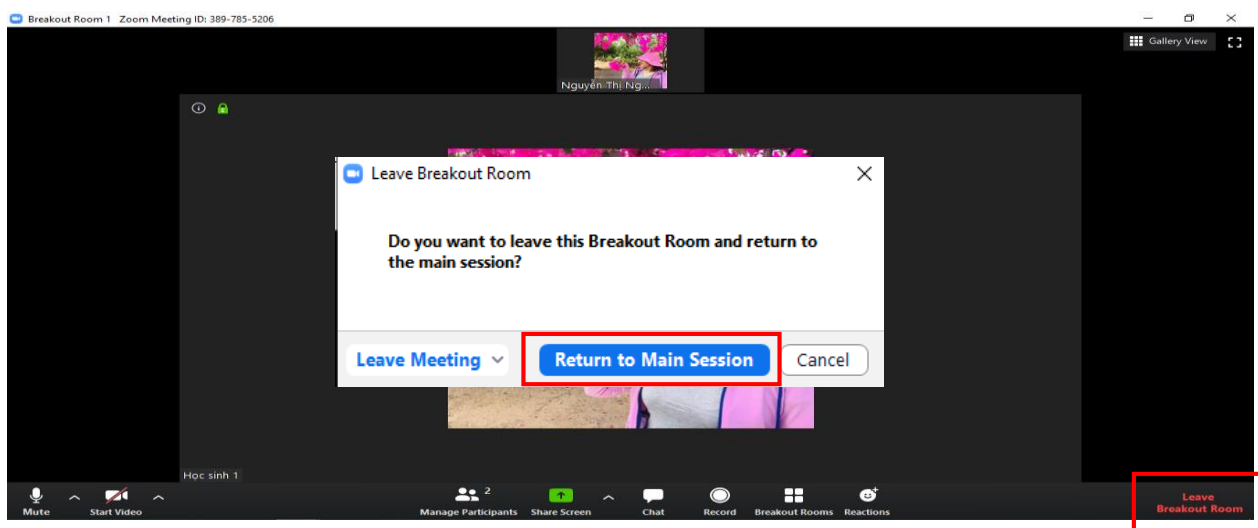 Breakout Room 1 Zoom Meeting ID: 389-785-5206
Gallery View
Nguyễn Thị Ng...
Leave Breakout Room
Do you want to leave this Breakout Room and return to
the main session?
Leave Meeting
Return to Main Session
Cancel
Học sinh 1
Mute
Start Video
2
Manage Participants
Share Screen
Chat
Record
Breakout Rooms
Reactions
Leave
Breakout Room